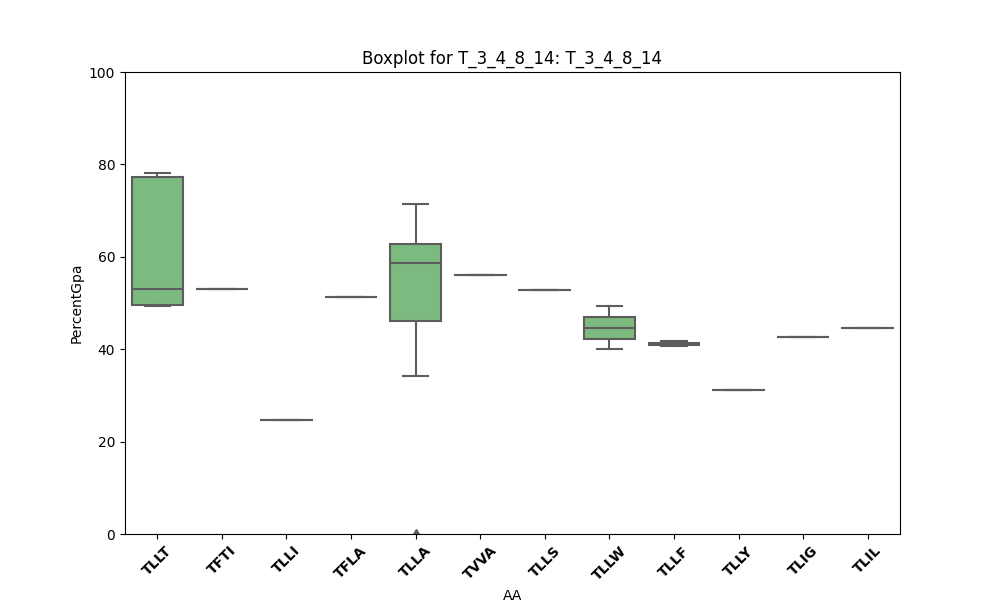 Boxplot for T_3_4_8_14: T_3_4_8_14
100
80
60
40
20
0
PercentGpa
TLLT TFTI TLLI TFLA TLLA TVVA TLLS TLLW TLLF TLLY TLIG TLIL
AA